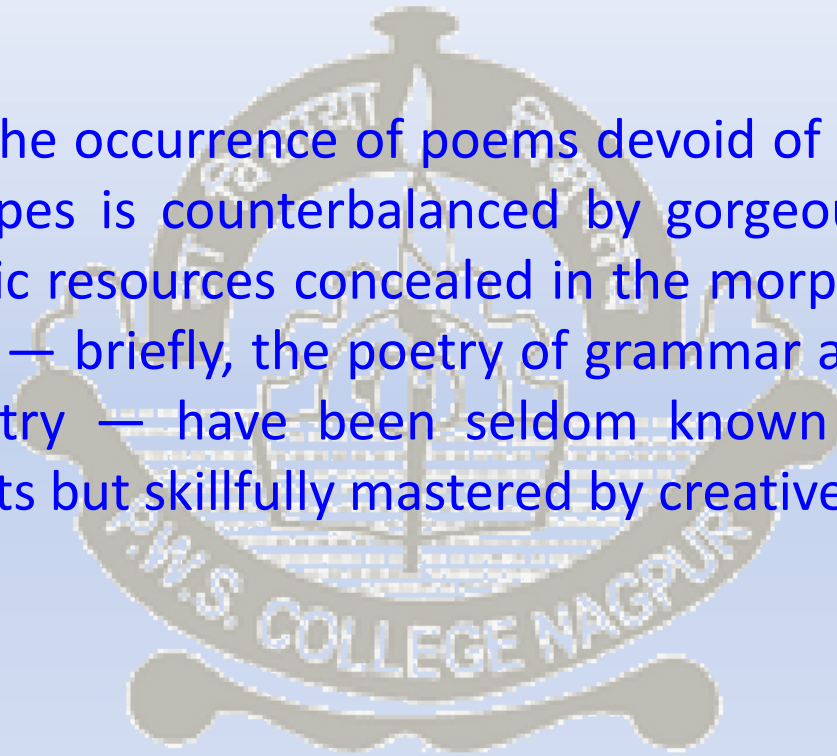 he occurrence of poems devoid of
pes is counterbalanced by gorgeou
ic resources concealed in the morp
— briefly, the poetry of grammar a
try — have been seldom known
ts but skillfully mastered by creative
P.W.S. COLLEGE NAGPUR